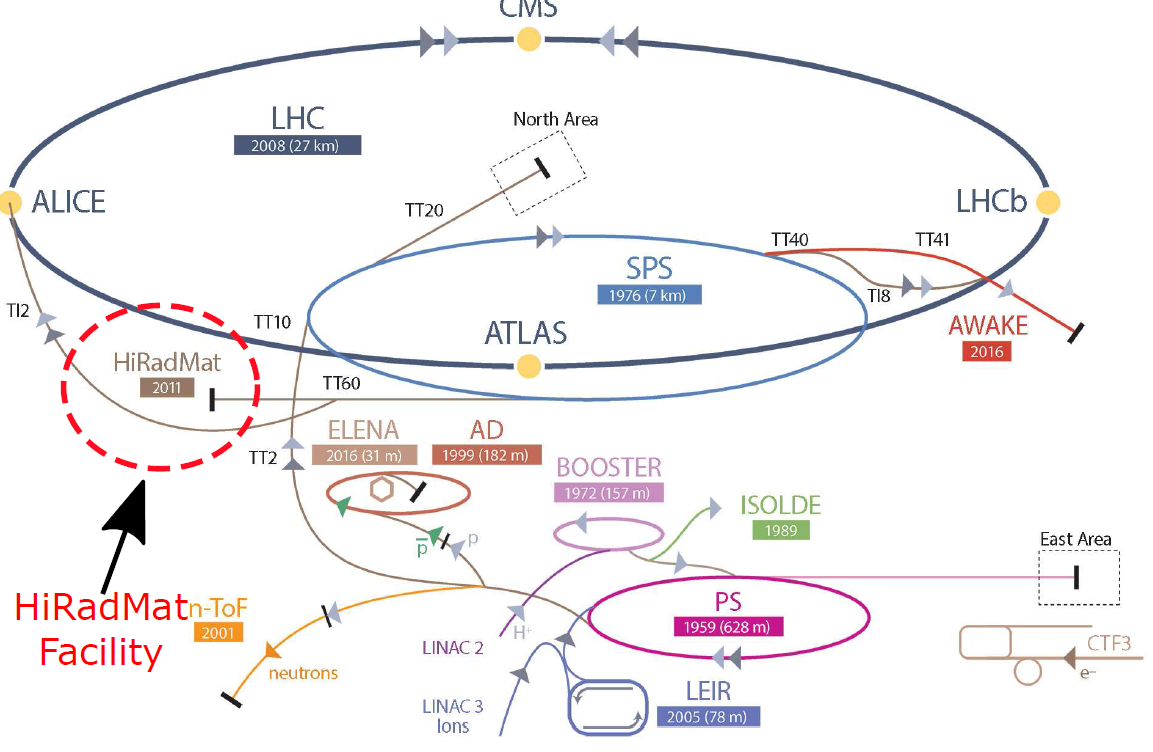 CMS
LHC
2008 (27 km)
North Area
ALICE
LHCb
TT20
TT40
TT41
SPS
1976 (7 km)
TI8
TI2
TT10
ATLAS
AWAKE
2016
HiRadMat
2011
TT60
ELENA
2016 (31 m)
AD
1999 (182 m)
TT2
BOOSTER
1972 (157 m)
ISOLDE
1989
p
p
East Area
HiRadMat
Facility
n-ToF
2001
neutrons
H+
LINAC 2
PS
1959 (628 m)
CTF3
e–
LINAC 3
Ions
LEIR
2005 (78 m)